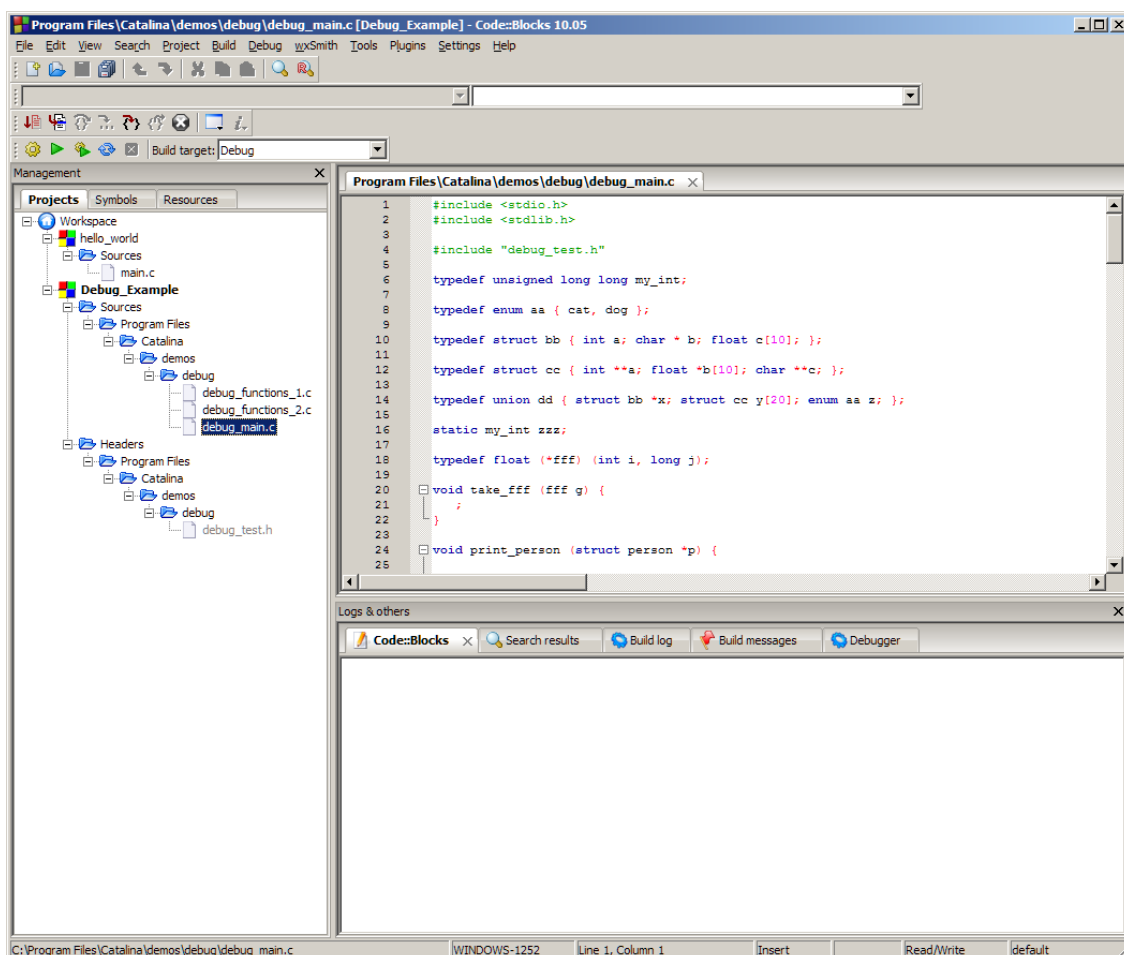 Program Files\Catalina\demos\debug\debug_main.c [Debug_Example] - Code::Blocks 10.05
File Edit View Search Project Build Debug wxSmith Tools Plugins Settings Help
Build target: Debug
Management
Projects Symbols Resources
Workspace
hello_world
Sources
main.c
Debug_Example
Sources
Program Files
Catalina
demos
debug
debug_functions_1.c
debug_functions_2.c
debug_main.c
Headers
Program Files
Catalina
demos
debug
debug_test.h
Program Files\Catalina\demos\debug\debug_main.c
1 #include <stdio.h>
2 #include <stdlib.h>
3
4 #include "debug_test.h"
5
6 typedef unsigned long long my_int;
7
8 typedef enum aa { cat, dog };
9
10 typedef struct bb { int a; char * b; float c[10]; };
11
12 typedef struct cc { int **a; float *b[10]; char **c; };
13
14 typedef union dd { struct bb *x; struct cc y[20]; enum aa z; };
15
16 static my_int zzz;
17
18 typedef float (*fff) (int i, long j);
19
20 void take_fff (fff g) {
21 ;
22 }
23
24 void print_person (struct person *p) {
25
Logs & others
Code::Blocks Search results Build log Build messages Debugger
C:\Program Files\Catalina\demos\debug\debug_main.c WINDOWS-1252 Line 1, Column 1 Insert Read/Write default